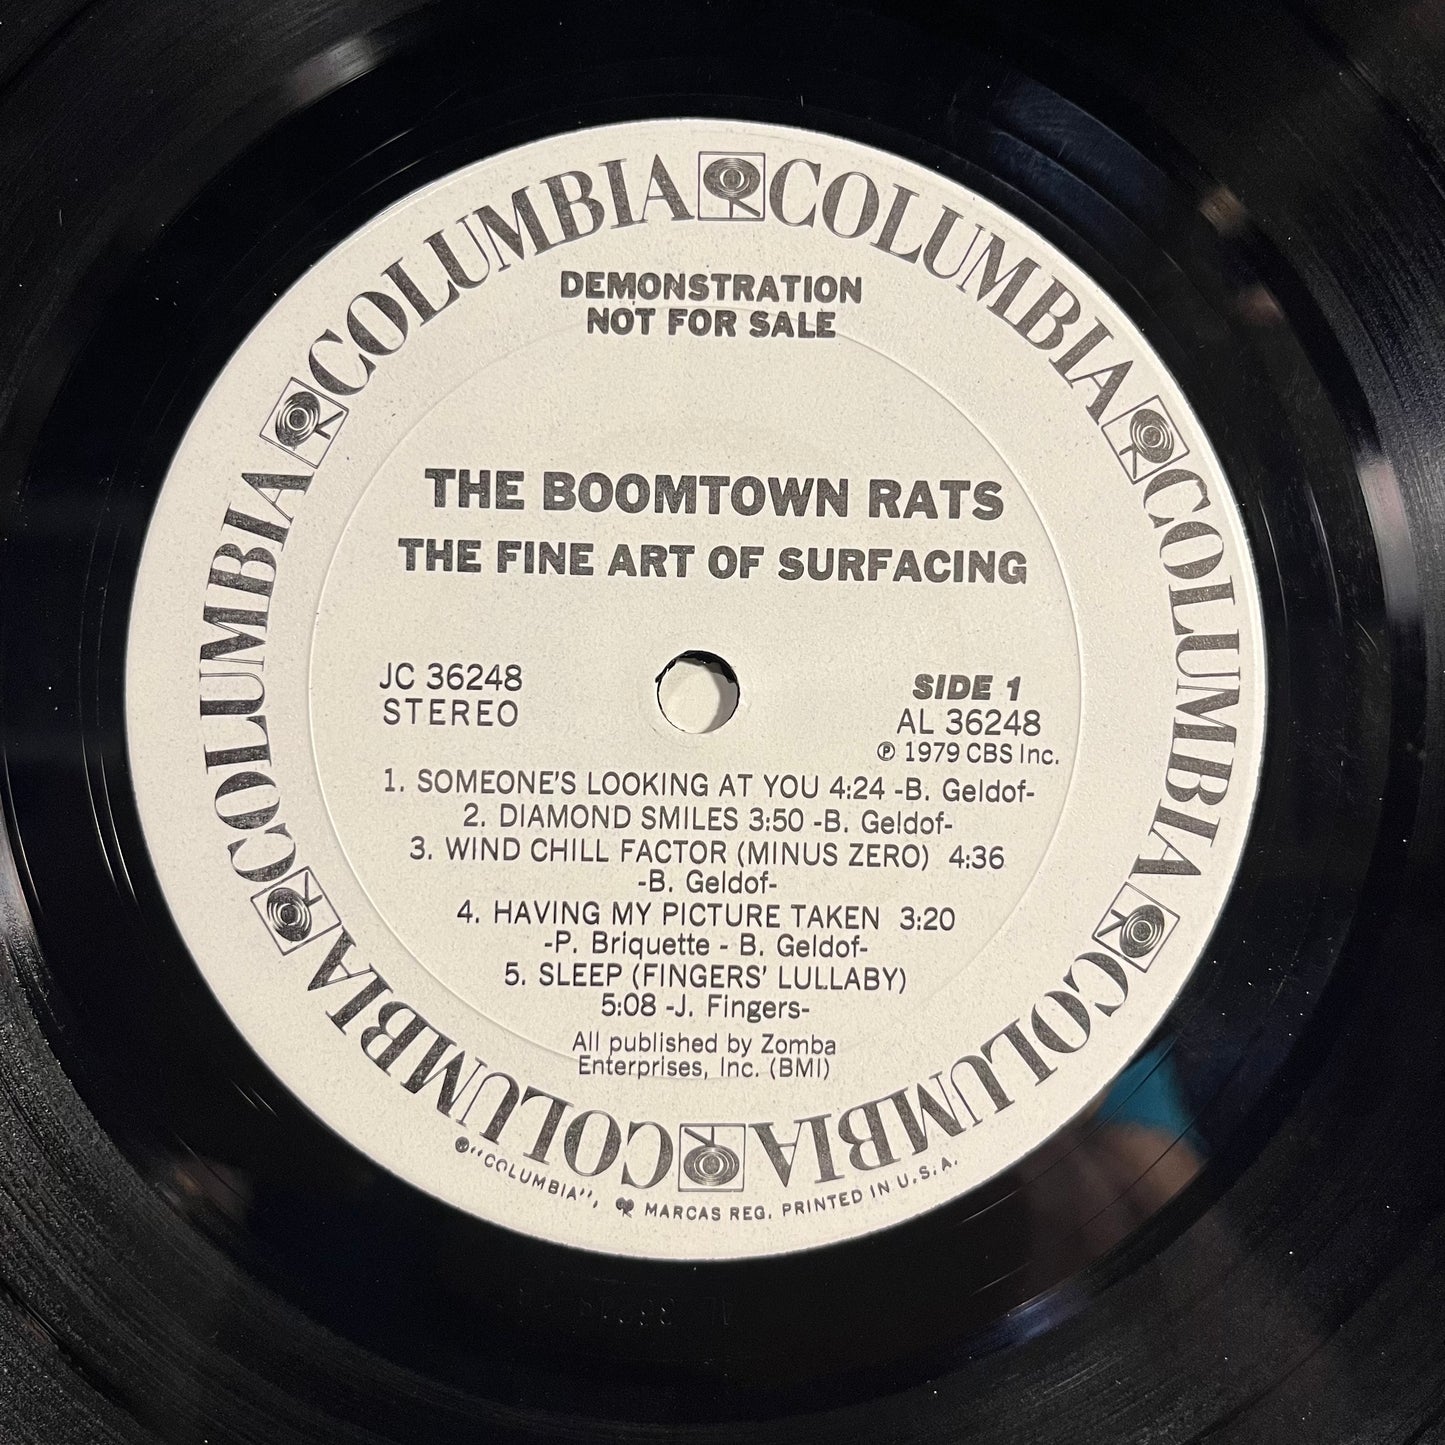 COLUMBIA COLUMBIA COLUMBIA COLUMBIA COLUMBIA COLUMBIA
DEMONSTRATION
NOT FOR SALE
THE BOOMTOWN RATS
THE FINE ART OF SURFACING
JC 36248
STEREO
SIDE 1
AL 36248
℗ 1979 CBS Inc.
1. SOMEONE'S LOOKING AT YOU 4:24 -B. Geldof-
2. DIAMOND SMILES 3:50 -B. Geldof-
3. WIND CHILL FACTOR (MINUS ZERO) 4:36
-B. Geldof-
4. HAVING MY PICTURE TAKEN 3:20
-P. Briquette - B. Geldof-
5. SLEEP (FINGERS' LULLABY)
5:08 -J. Fingers-
All published by Zomba
Enterprises, Inc. (BMI)
® "COLUMBIA", MARCAS REG. PRINTED IN U.S.A.